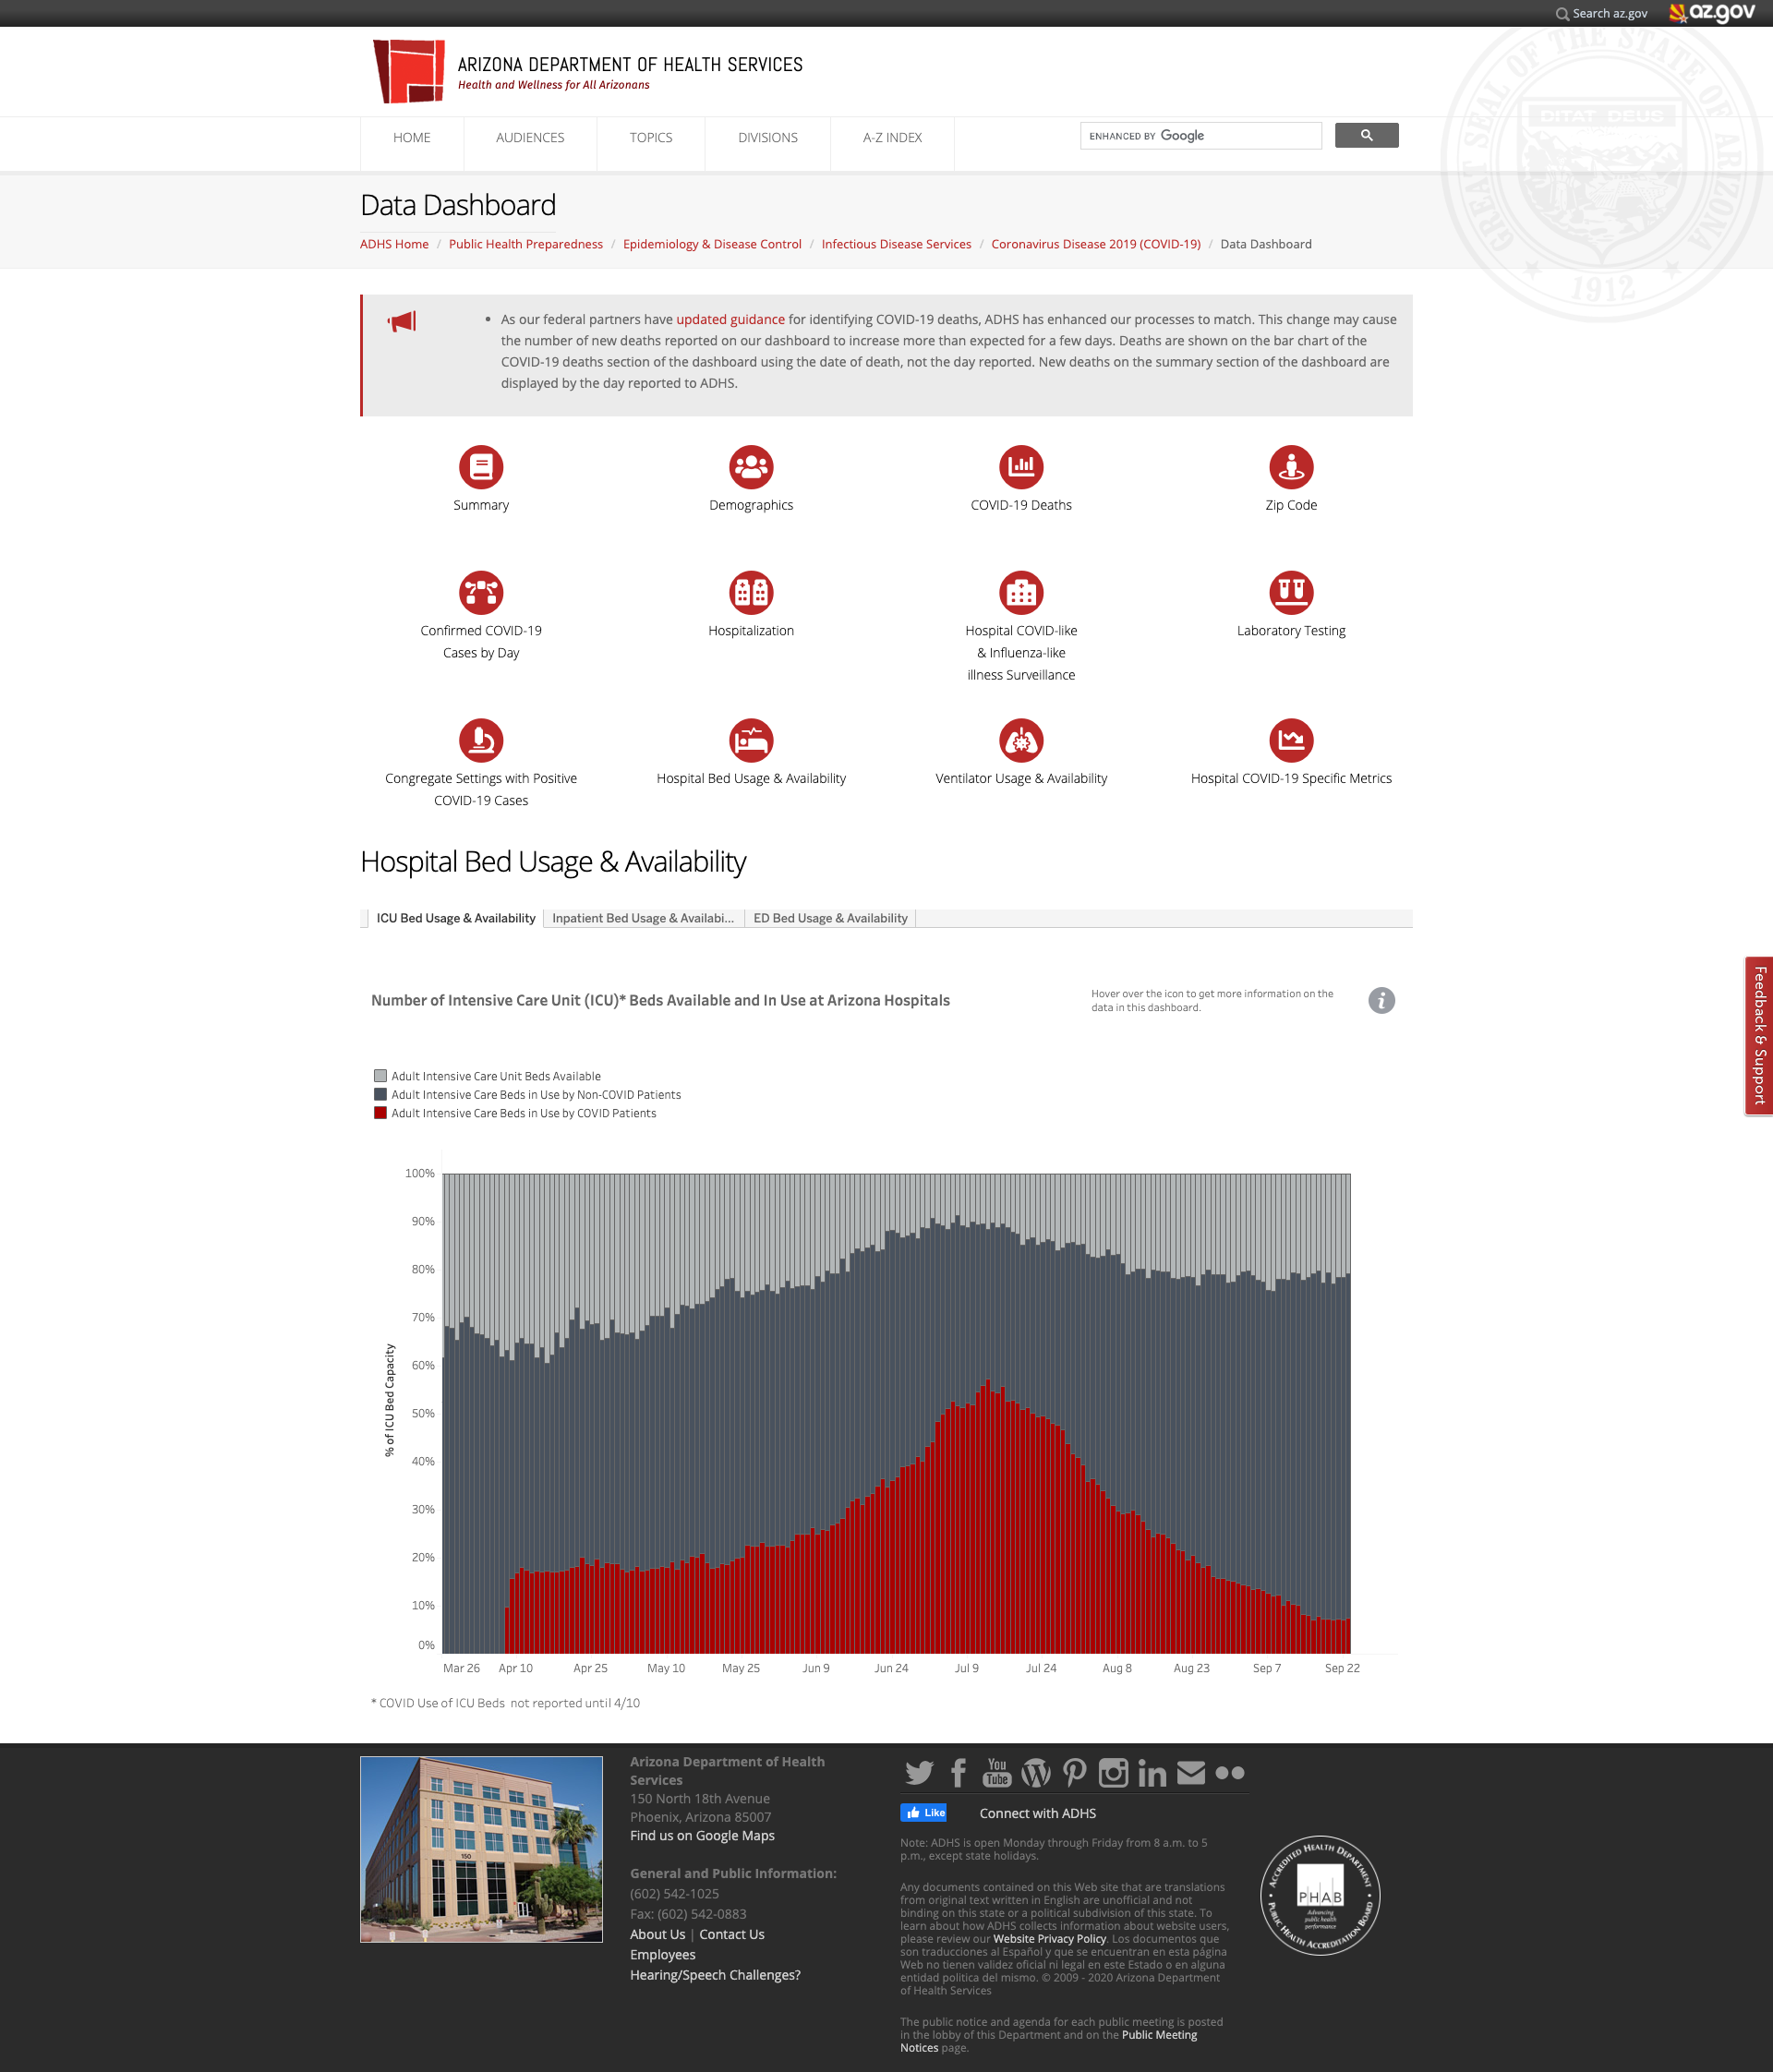 Search az.gov
az.gov
ARIZONA DEPARTMENT OF HEALTH SERVICES
Health and Wellness for All Arizonans
HOME
AUDIENCES
TOPICS
DIVISIONS
A-Z INDEX
ENHANCED BY Google
GREAT SEAL OF THE STATE OF ARIZONA
DITAT DEUS
1912
Data Dashboard
ADHS Home / Public Health Preparedness / Epidemiology & Disease Control / Infectious Disease Services / Coronavirus Disease 2019 (COVID-19) / Data Dashboard
• As our federal partners have updated guidance for identifying COVID-19 deaths, ADHS has enhanced our processes to match. This change may cause
the number of new deaths reported on our dashboard to increase more than expected for a few days. Deaths are shown on the bar chart of the
COVID-19 deaths section of the dashboard using the date of death, not the day reported. New deaths on the summary section of the dashboard are
displayed by the day reported to ADHS.
Summary
Demographics
COVID-19 Deaths
Zip Code
Confirmed COVID-19
Cases by Day
Hospitalization
Hospital COVID-like
& Influenza-like
illness Surveillance
Laboratory Testing
Congregate Settings with Positive
COVID-19 Cases
Hospital Bed Usage & Availability
Ventilator Usage & Availability
Hospital COVID-19 Specific Metrics
Hospital Bed Usage & Availability
ICU Bed Usage & Availability
Inpatient Bed Usage & Availabi...
ED Bed Usage & Availability
Feedback & Support
Number of Intensive Care Unit (ICU)* Beds Available and In Use at Arizona Hospitals
Hover over the icon to get more information on the
data in this dashboard.
i
Adult Intensive Care Unit Beds Available
Adult Intensive Care Beds in Use by Non-COVID Patients
Adult Intensive Care Beds in Use by COVID Patients
% of ICU Bed Capacity
100%
90%
80%
70%
60%
50%
40%
30%
20%
10%
0%
Mar 26
Apr 10
Apr 25
May 10
May 25
Jun 9
Jun 24
Jul 9
Jul 24
Aug 8
Aug 23
Sep 7
Sep 22
* COVID Use of ICU Beds not reported until 4/10
150
Arizona Department of Health
Services
150 North 18th Avenue
Phoenix, Arizona 85007
Find us on Google Maps
General and Public Information:
(602) 542-1025
Fax: (602) 542-0883
About Us | Contact Us
Employees
Hearing/Speech Challenges?
You
Tube
Like
Connect with ADHS
Note: ADHS is open Monday through Friday from 8 a.m. to 5
p.m., except state holidays.
Any documents contained on this Web site that are translations
from original text written in English are unofficial and not
binding on this state or a political subdivision of this state. To
learn about how ADHS collects information about website users,
please review our Website Privacy Policy. Los documentos que
son traducciones al Español y que se encuentran en esta página
Web no tienen validez oficial ni legal en este Estado o en alguna
entidad politica del mismo. © 2009 - 2020 Arizona Department
of Health Services
The public notice and agenda for each public meeting is posted
in the lobby of this Department and on the Public Meeting
Notices page.
ACCREDITED HEALTH DEPARTMENT
PHAB
Advancing
public health
performance
PUBLIC HEALTH ACCREDITATION BOARD